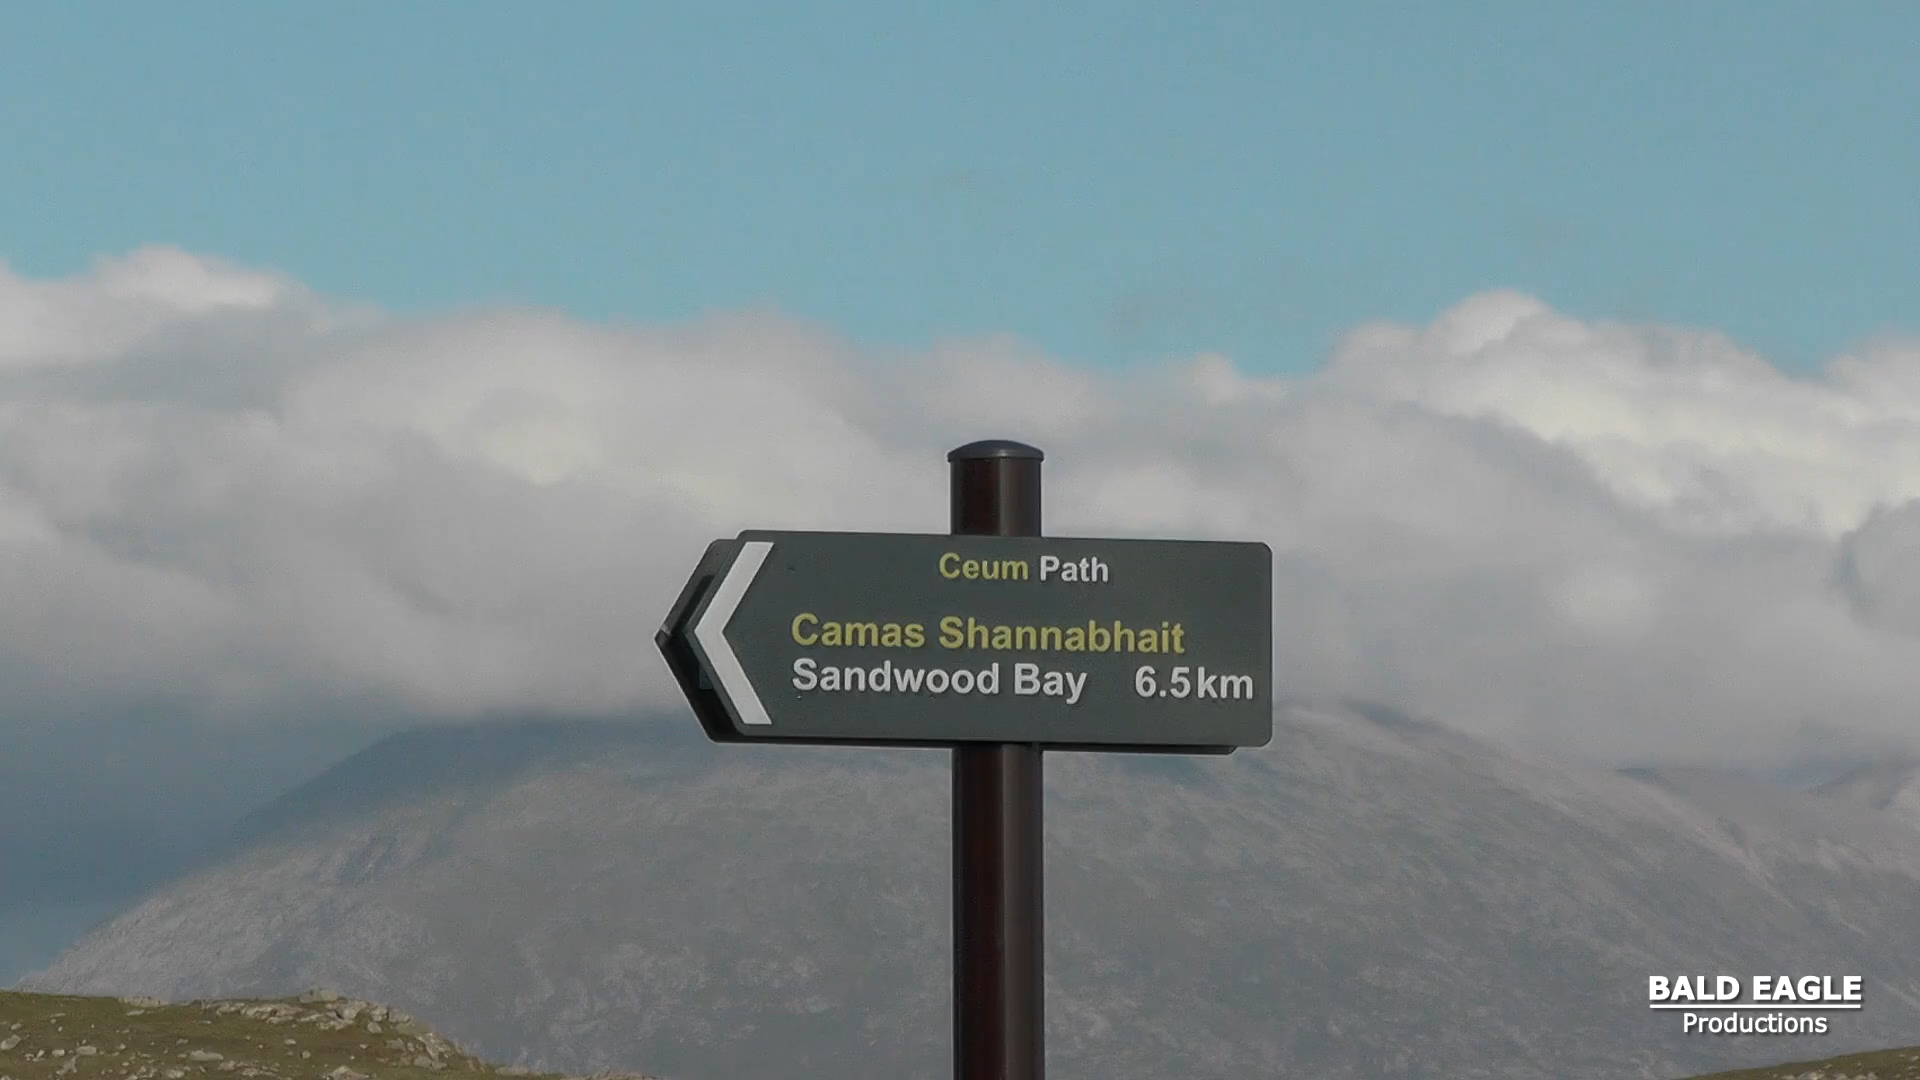 Ceum Path
Camas Shannabhait
Sandwood Bay 6.5km
BALD EAGLE
Productions